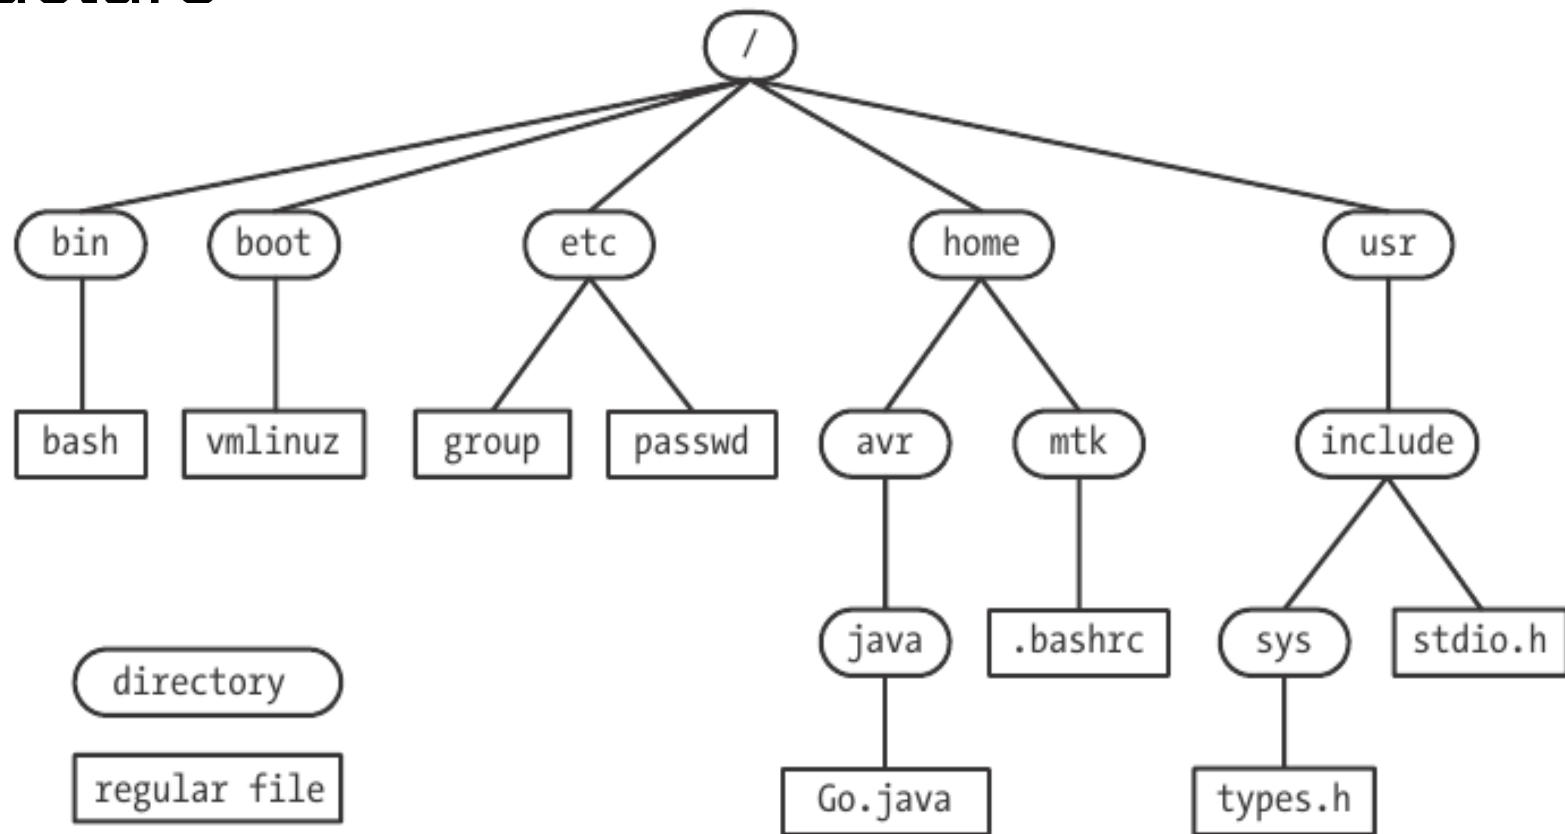 /
bin boot etc home usr
bash vmlinuz group passwd avr mtk include
java .bashrc sys stdio.h
directory
regular file Go.java types.h